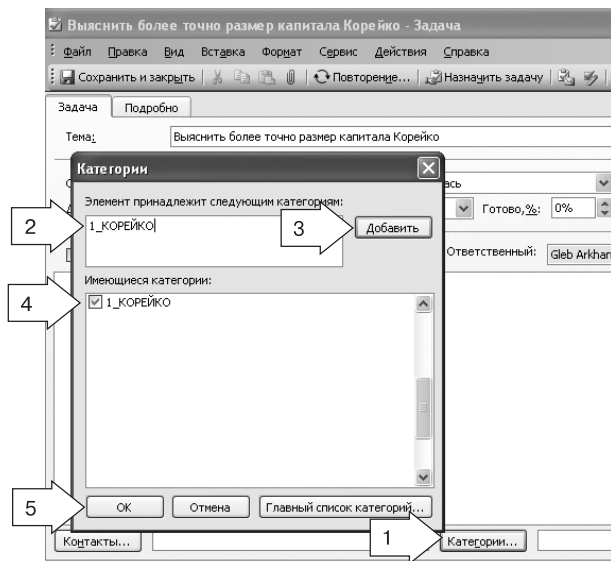 Выяснить более точно размер капитала Корейко - Задача
Файл Правка Вид Вставка Формат Сервис Действия Справка
Сохранить и закрыть Повторение... Назначить задачу
Задача Подробно
Тема: Выяснить более точно размер капитала Корейко
Категории
ась
Элемент принадлежит следующим категориям:
Готово,%: 0%
2 1_КОРЕЙКО 3 Добавить
Ответственный: Gleb Arkhan
Имеющиеся категории:
4 1_КОРЕЙКО
5 ОК Отмена Главный список категорий...
Контакты... 1 Категории...